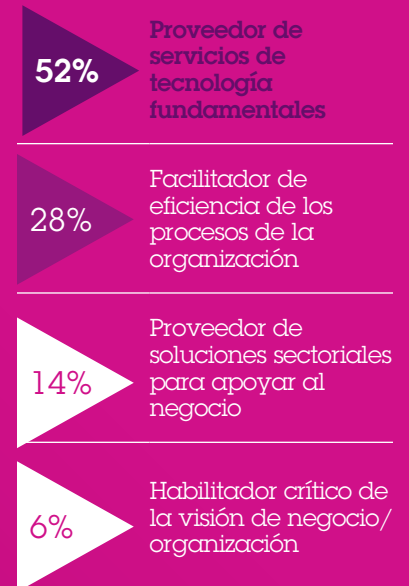 52%
Proveedor de
servicios de
tecnología
fundamentales
28%
Facilitador de
eficiencia de los
procesos de la
organización
14%
Proveedor de
soluciones sectoriales
para apoyar al
negocio
6%
Habilitador crítico de
la visión de negocio/
organización